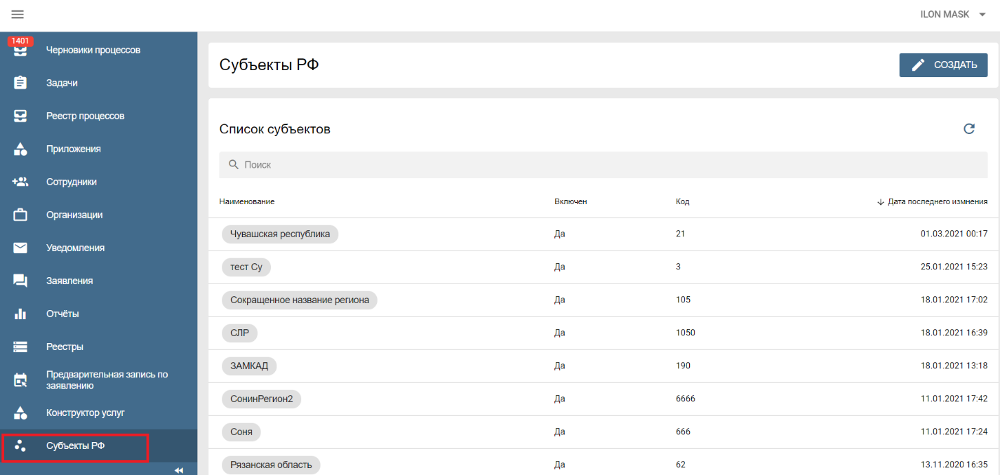 ILON MASK
1401
Черновики процессов
Задачи
Реестр процессов
Приложения
Сотрудники
Организации
Уведомления
Заявления
Отчёты
Реестры
Предварительная запись по
заявлению
Конструктор услуг
Субъекты РФ
Субъекты РФ
СОЗДАТЬ
Список субъектов
Поиск
Наименование Включен Код Дата последнего измнения
Чувашская республика Да 21 01.03.2021 00:17
тест Су Да 3 25.01.2021 15:23
Сокращенное название региона Да 105 18.01.2021 17:02
СЛР Да 1050 18.01.2021 16:39
ЗАМКАД Да 190 18.01.2021 13:18
СонинРегион2 Да 6666 11.01.2021 17:42
Соня Да 666 11.01.2021 17:24
Рязанская область Да 62 13.11.2020 16:35